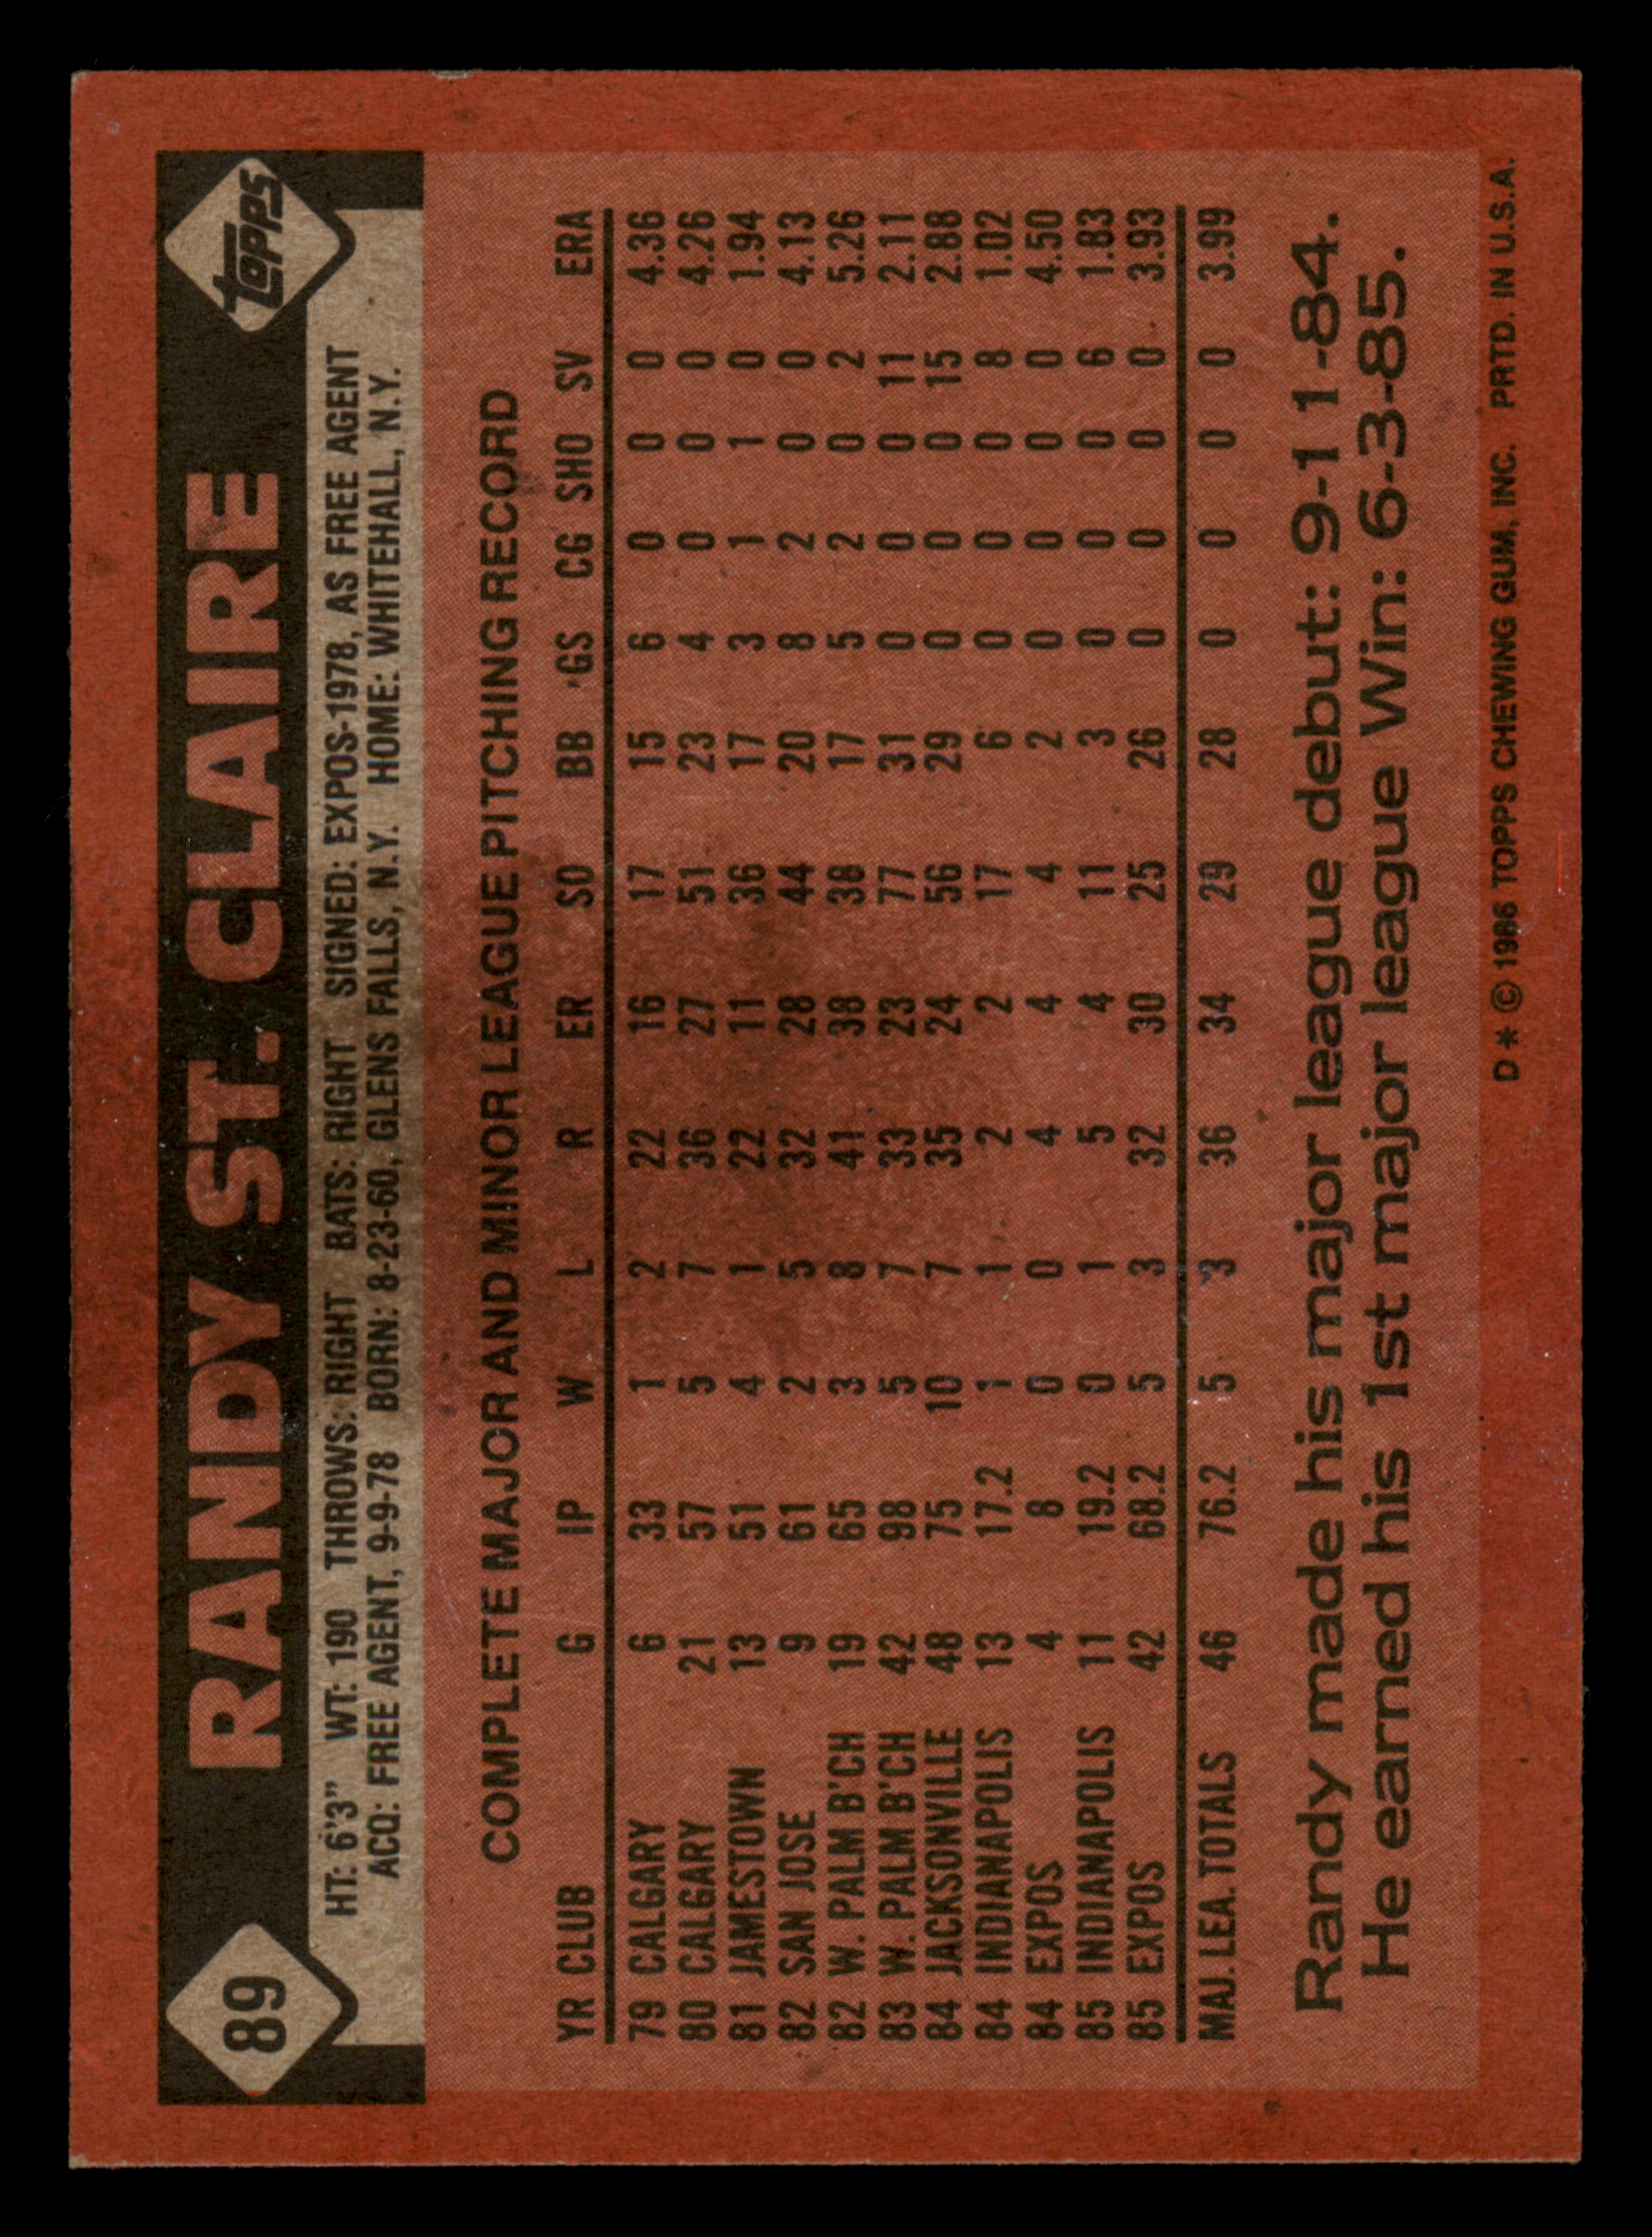 89
RANDY ST. CLAIRE
topps
HT: 6'3" WT: 190 THROWS: RIGHT BATS: RIGHT SIGNED: EXPOS-1978, AS FREE AGENT
ACQ: FREE AGENT, 9-9-78 BORN: 8-23-60, GLENS FALLS, N.Y. HOME: WHITEHALL, N.Y.
COMPLETE MAJOR AND MINOR LEAGUE PITCHING RECORD
YR CLUB G IP W L R ER SO BB GS CG SHO SV ERA
79 CALGARY 6 33 1 2 22 16 17 15 6 0 0 0 4.36
80 CALGARY 21 57 5 7 36 27 51 23 4 0 0 0 4.26
81 JAMESTOWN 13 51 4 1 22 11 36 17 3 1 1 0 1.94
82 SAN JOSE 9 61 2 5 32 28 44 20 8 2 0 0 4.13
82 W. PALM B'CH 19 65 3 8 41 38 38 17 5 2 0 2 5.26
83 W. PALM B'CH 42 98 5 7 33 23 77 31 0 0 0 11 2.11
84 JACKSONVILLE 48 75 10 7 35 24 56 29 0 0 0 15 2.88
84 INDIANAPOLIS 13 17.2 1 1 2 2 17 6 0 0 0 8 1.02
84 EXPOS 4 8 0 0 4 4 4 2 0 0 0 0 4.50
85 INDIANAPOLIS 11 19.2 0 1 5 4 11 3 0 0 0 6 1.83
85 EXPOS 42 68.2 5 3 32 30 25 26 0 0 0 0 3.93
MAJ. LEA. TOTALS 46 76.2 5 3 36 34 29 28 0 0 0 0 3.99
Randy made his major league debut: 9-11-84.
He earned his 1st major league Win: 6-3-85.
D* © 1986 TOPPS CHEWING GUM, INC. PRTD. IN U.S.A.